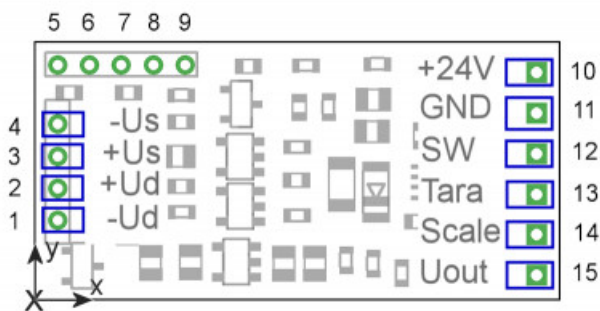 5 6 7 8 9
+24V 10
GND 11
4 -Us
3 +Us SW 12
2 +Ud Tara 13
1 -Ud
Scale 14
y
x
X
Uout 15